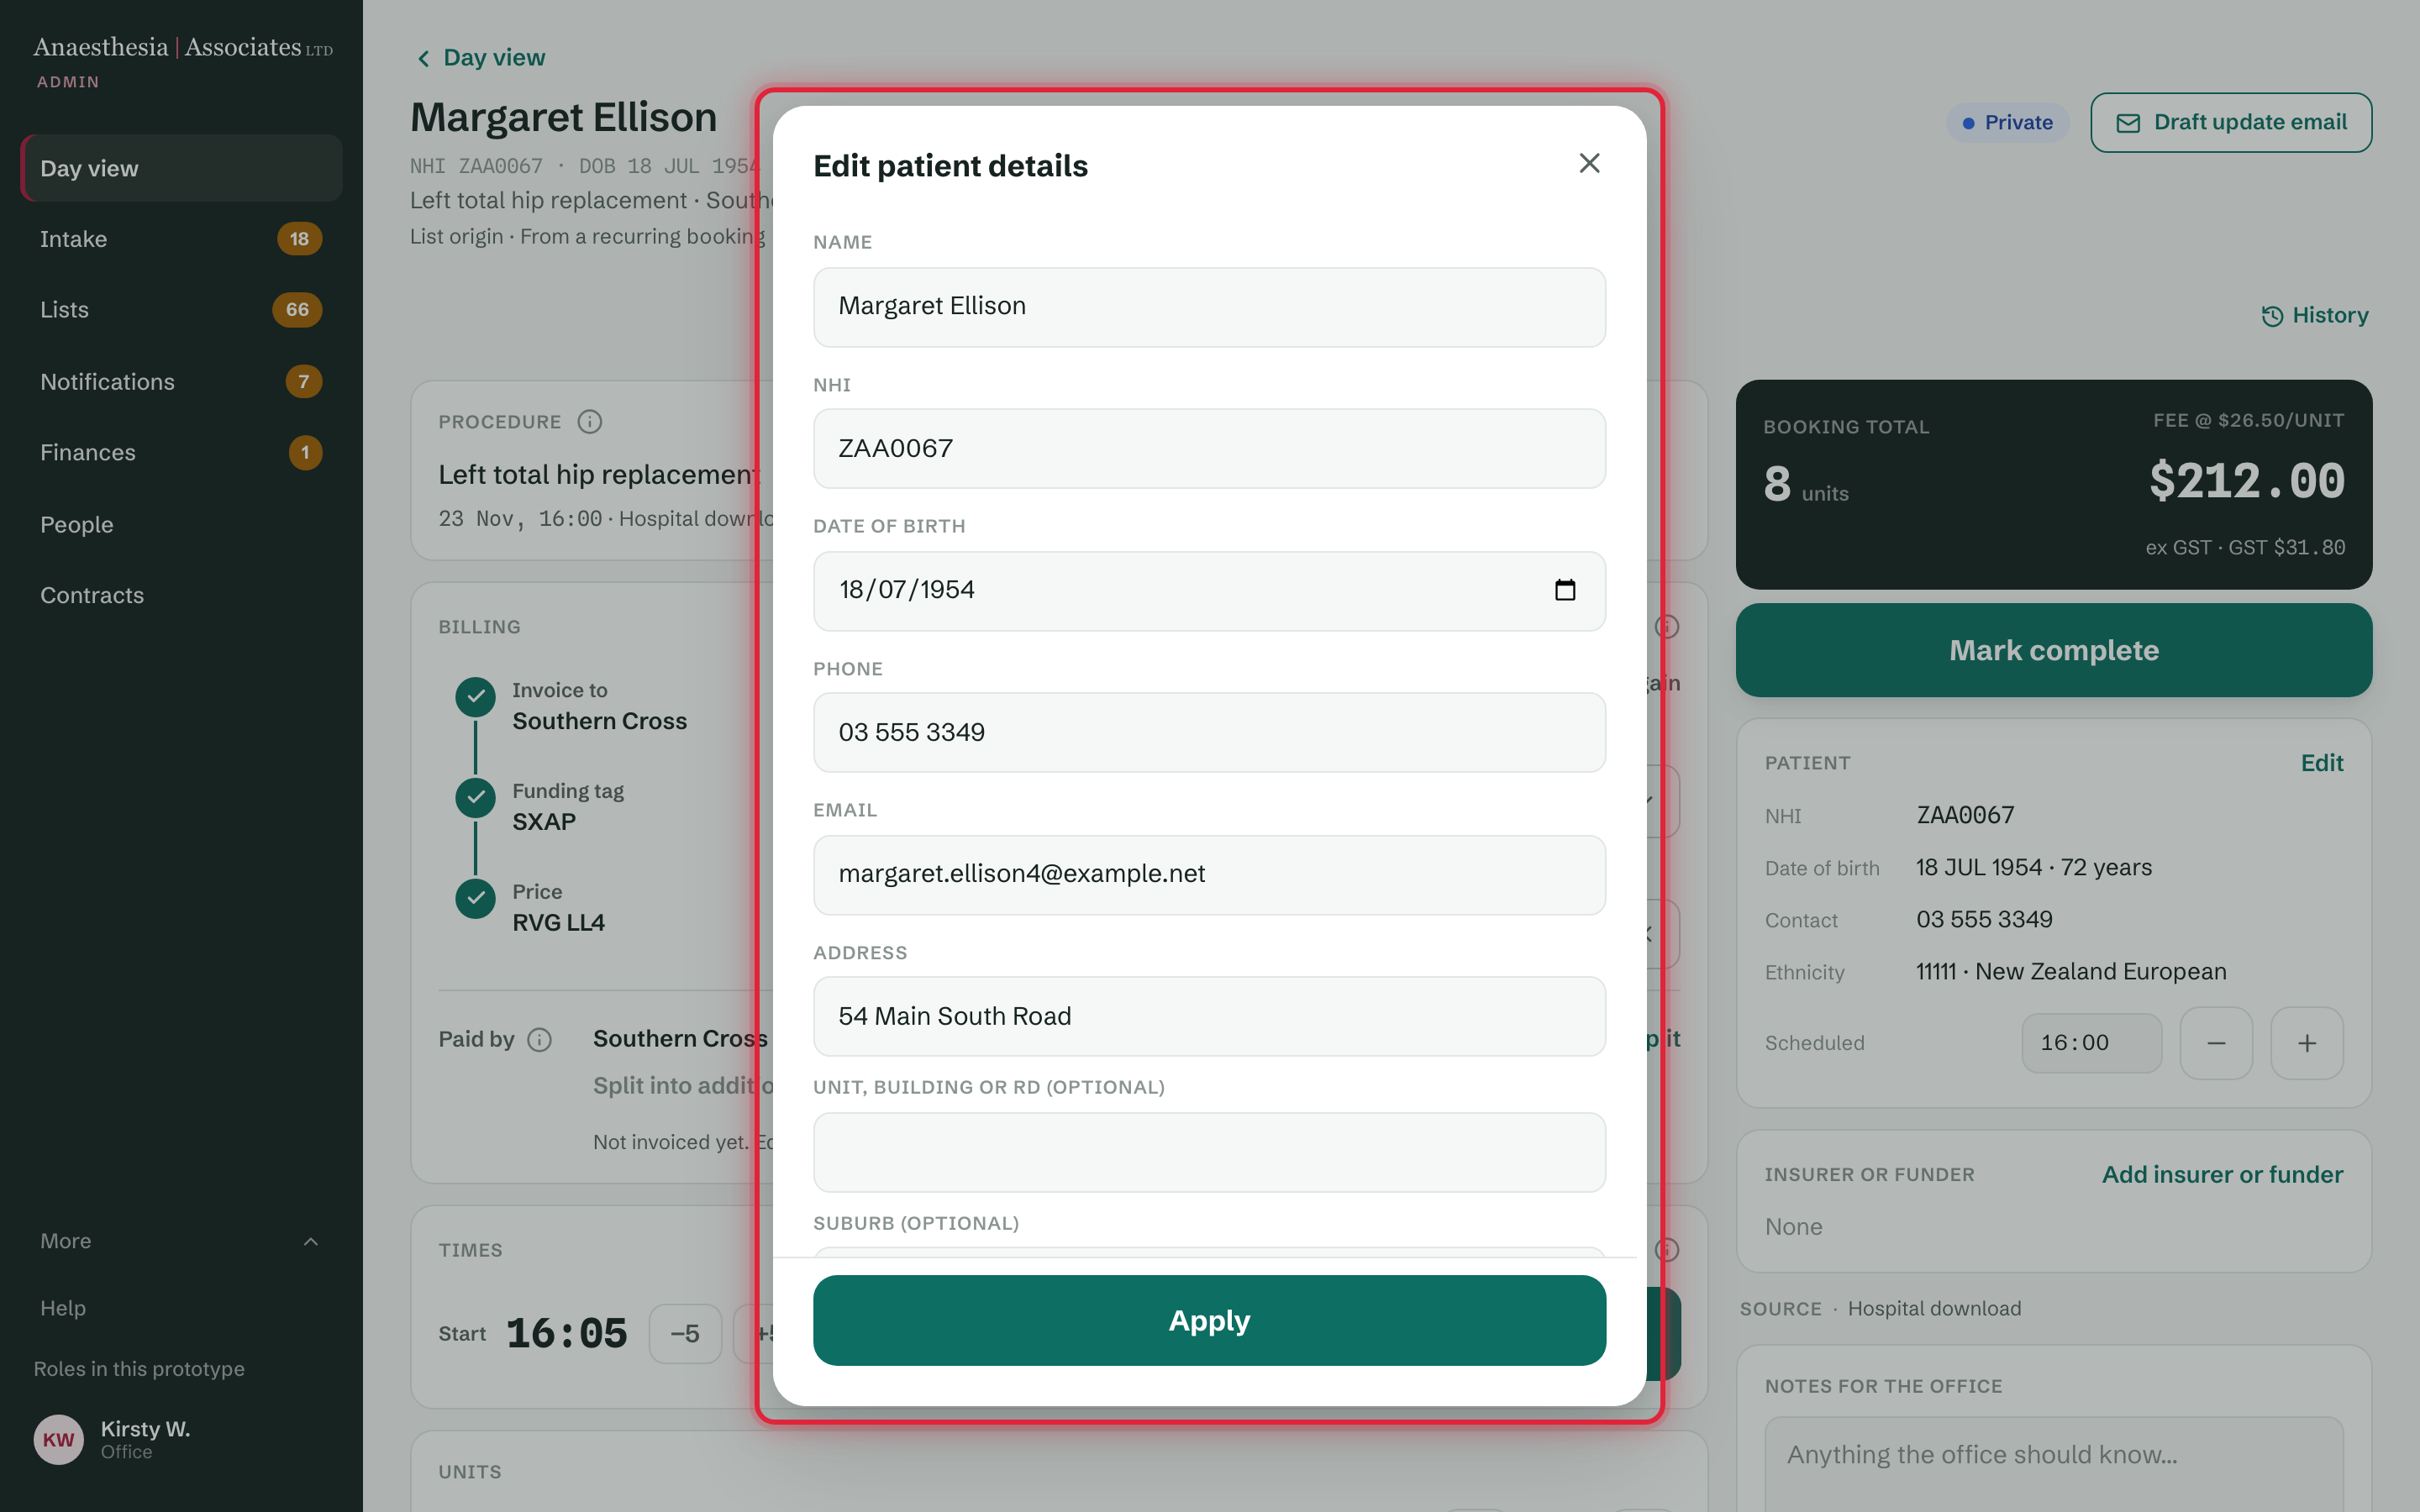 Anaesthesia | Associates LTD
ADMIN
Day view
Intake 18
Lists 66
Notifications 7
Finances 1
People
Contracts
More
Help
Roles in this prototype
KW
Kirsty W.
Office
Day view
Margaret Ellison
NHI ZAA0067 · DOB 18 JUL 1954
Left total hip replacement ·
List origin · From a recurring booking
Private
Draft update email
History
PROCEDURE
Left total hip replacement
23 Nov, 16:00 · Hospital
BILLING
Invoice to
Southern Cross
Funding tag
SXAP
Price
RVG LL4
Paid by
Southern Cross
Split into
Not invoiced yet.
TIMES
Start 16:05 −5
UNITS
Edit patient details
NAME
Margaret Ellison
NHI
ZAA0067
DATE OF BIRTH
18/07/1954
PHONE
03 555 3349
EMAIL
margaret.ellison4@example.net
ADDRESS
54 Main South Road
UNIT, BUILDING OR RD (OPTIONAL)
SUBURB (OPTIONAL)
Apply
BOOKING TOTAL
FEE @ $26.50/UNIT
8 units
$212.00
ex GST · GST $31.80
Mark complete
PATIENT
Edit
NHI ZAA0067
Date of birth 18 JUL 1954 · 72 years
Contact 03 555 3349
Ethnicity 11111 · New Zealand European
Scheduled 16:00 − +
INSURER OR FUNDER
Add insurer or funder
None
SOURCE · Hospital download
NOTES FOR THE OFFICE
Anything the office should know...